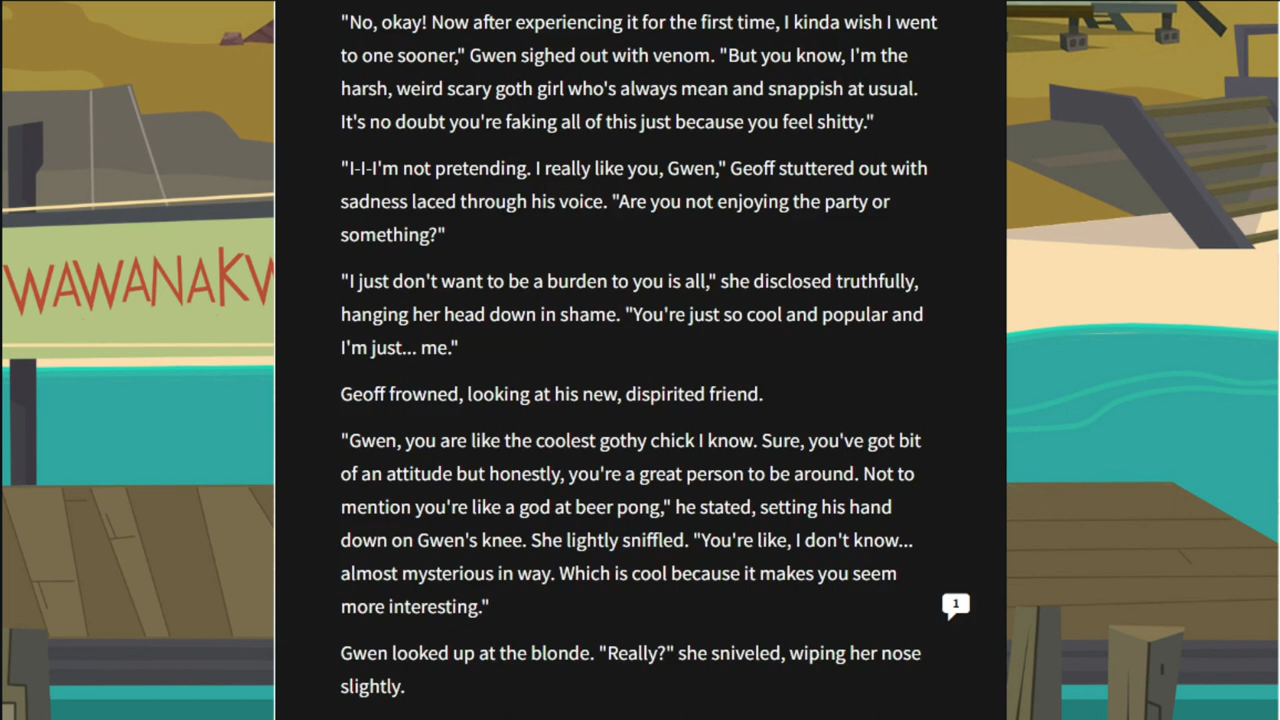 "No, okay! Now after experiencing it for the first time, I kinda wish I went
to one sooner," Gwen sighed out with venom. "But you know, I'm the
harsh, weird scary goth girl who's always mean and snappish at usual.
It's no doubt you're faking all of this just because you feel shitty."
"I-I-I'm not pretending. I really like you, Gwen," Geoff stuttered out with
sadness laced through his voice. "Are you not enjoying the party or
something?"
"I just don't want to be a burden to you is all," she disclosed truthfully,
hanging her head down in shame. "You're just so cool and popular and
I'm just... me."
Geoff frowned, looking at his new, dispirited friend.
"Gwen, you are like the coolest gothy chick I know. Sure, you've got bit
of an attitude but honestly, you're a great person to be around. Not to
mention you're like a god at beer pong," he stated, setting his hand
down on Gwen's knee. She lightly sniffled. "You're like, I don't know...
almost mysterious in way. Which is cool because it makes you seem
more interesting."
1
Gwen looked up at the blonde. "Really?" she sniveled, wiping her nose
slightly.
WAWANAKW